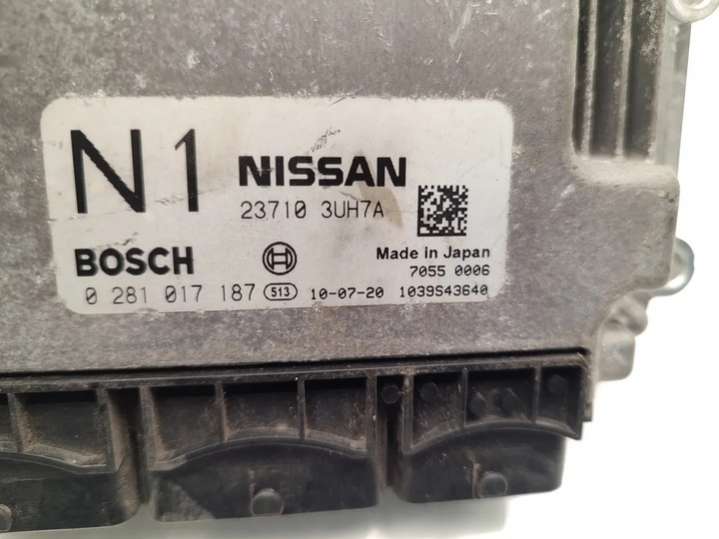 N1
NISSAN
23710 3UH7A
BOSCH
Made in Japan
7055 0006
0 281 017 187 513 10-07-20 1039S43640